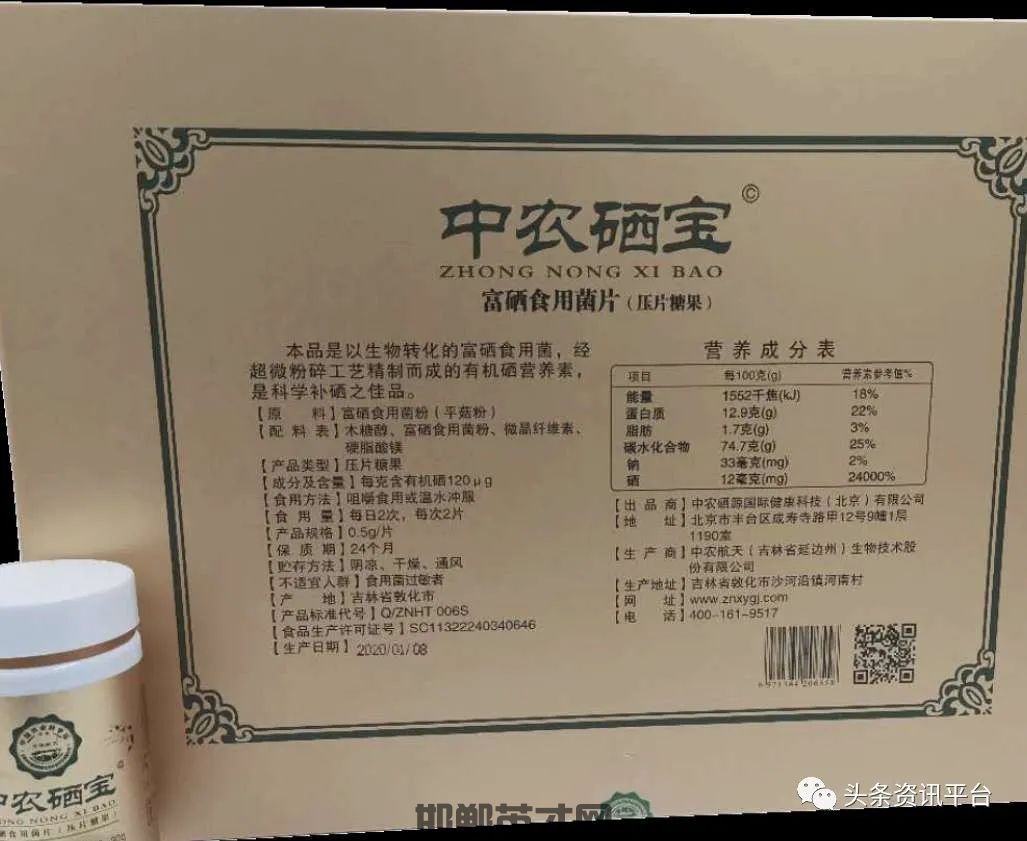 中农硒宝©
ZHONG NONG XI BAO
富硒食用菌片（压片糖果）
本品是以生物转化的富硒食用菌，经
超微粉碎工艺精制而成的有机硒营养素，
是科学补硒之佳品。
【原 料】富硒食用菌粉（平菇粉）
【配 料 表】木糖醇、富硒食用菌粉、微晶纤维素、
硬脂酸镁
【产品类型】压片糖果
【成分及含量】每克含有机硒120μg
【食用方法】咀嚼食用或温水冲服
【食 用 量】每日2次，每次2片
【产品规格】0.5g/片
【保 质 期】24个月
【贮存方法】阴凉、干燥、通风
【不适宜人群】食用菌过敏者
【产 地】吉林省敦化市
【产品标准代号】Q/ZNHT 006S
【食品生产许可证号】SC11322240340646
【生产日期】2020/01/08
营养成分表
项目 每100克(g) 营养素参考值%
能量 1552千焦(kJ) 18%
蛋白质 12.9克(g) 22%
脂肪 1.7克(g) 3%
碳水化合物 74.7克(g) 25%
钠 33毫克(mg) 2%
硒 12毫克(mg) 24000%
【出 品 商】中农硒源国际健康科技（北京）有限公司
【地 址】北京市丰台区成寿寺路甲12号9幢1层
1190室
【生 产 商】中农航天（吉林省延边州）生物技术股
份有限公司
【生产地址】吉林省敦化市沙河沿镇河南村
【网 址】www.znxygj.com
【电 话】400-161-9517
中农硒宝
ZHONG NONG XI BAO
食用菌片（压片糖果）
头条资讯平台
邯郸英才网